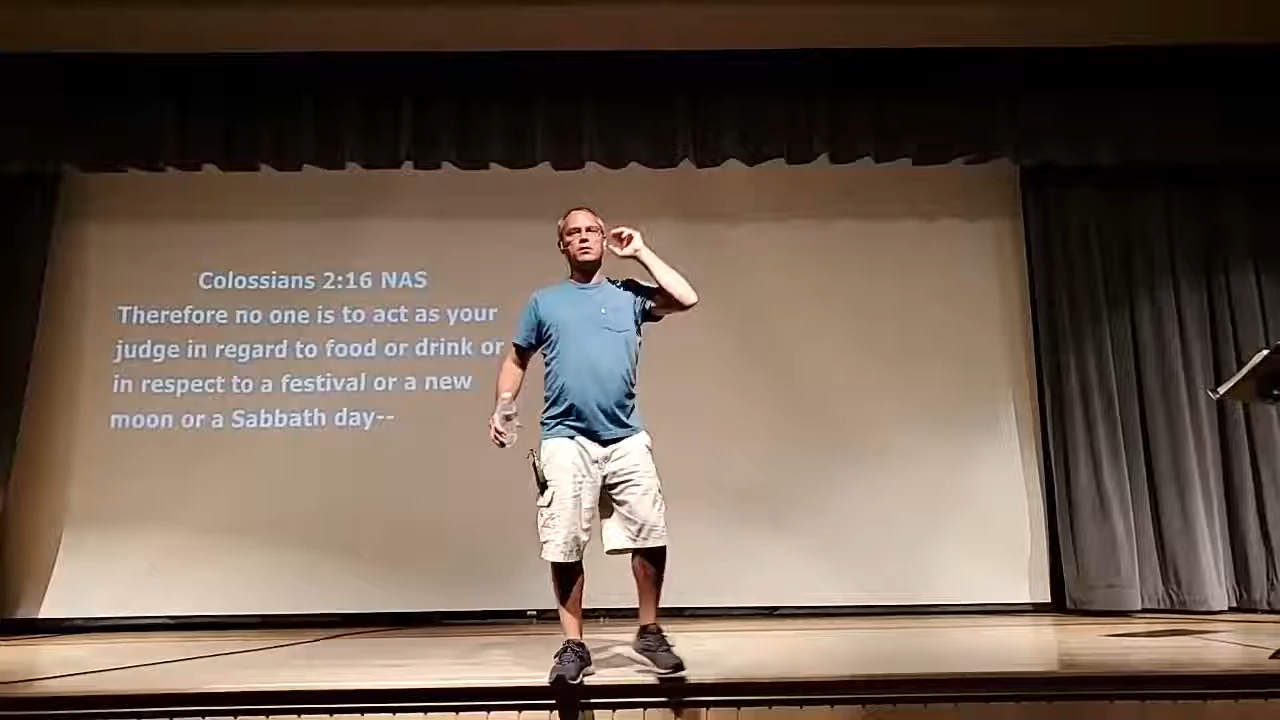 Colossians 2:16 NAS
Therefore no one is to act as your
judge in regard to food or drink or
in respect to a festival or a new
moon or a Sabbath day--